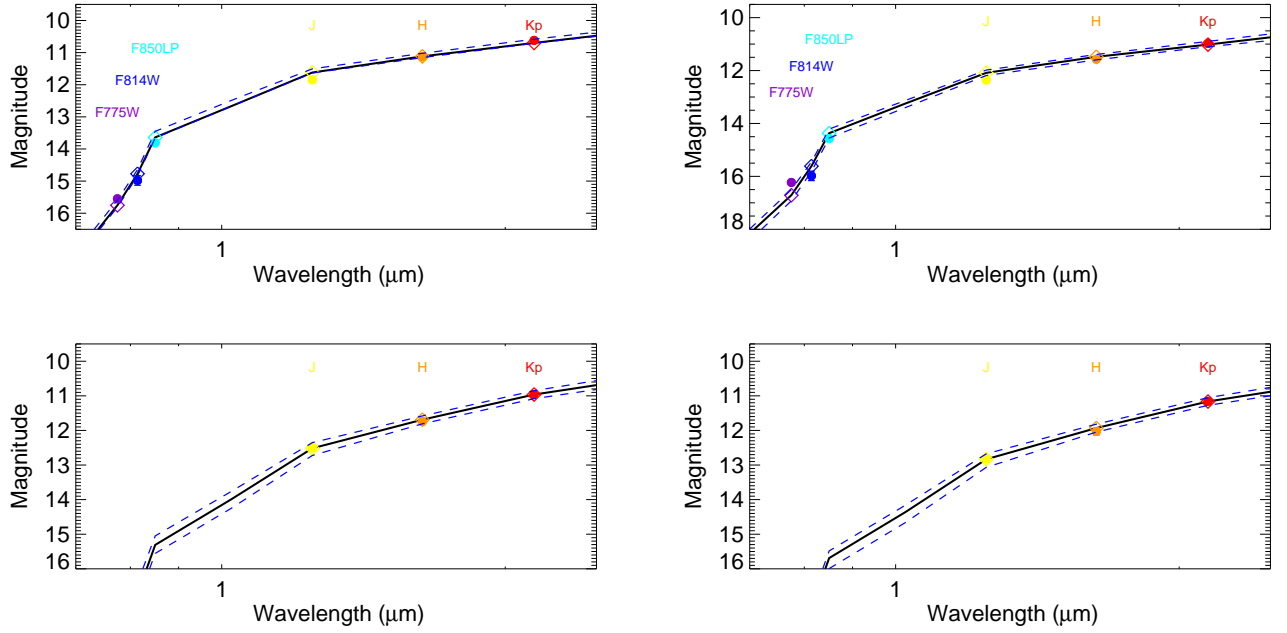 10
11
12
13
14
15
16
Magnitude
F850LP
F814W
F775W
J
H
Kp
1
Wavelength (μm)
10
12
14
16
18
Magnitude
F850LP
F814W
F775W
J
H
Kp
1
Wavelength (μm)
10
11
12
13
14
15
16
Magnitude
J
H
Kp
1
Wavelength (μm)
10
11
12
13
14
15
16
Magnitude
J
H
Kp
1
Wavelength (μm)